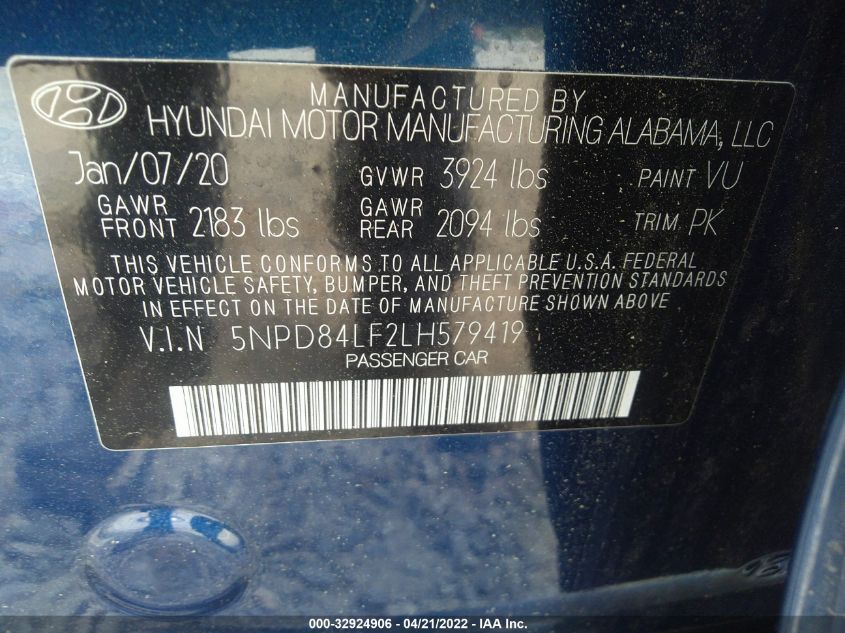 MANUFACTURED BY
HYUNDAI MOTOR MANUFACTURING ALABAMA, LLC
Jan/07/20 GVWR 3924 lbs PAINT VU
GAWR FRONT 2183 lbs GAWR REAR 2094 lbs TRIM PK
THIS VEHICLE CONFORMS TO ALL APPLICABLE U.S.A. FEDERAL
MOTOR VEHICLE SAFETY, BUMPER, AND THEFT PREVENTION STANDARDS
IN EFFECT ON THE DATE OF MANUFACTURE SHOWN ABOVE
V.I.N 5NPD84LF2LH579419
PASSENGER CAR
000-32924906 - 04/21/2022 - IAA Inc.